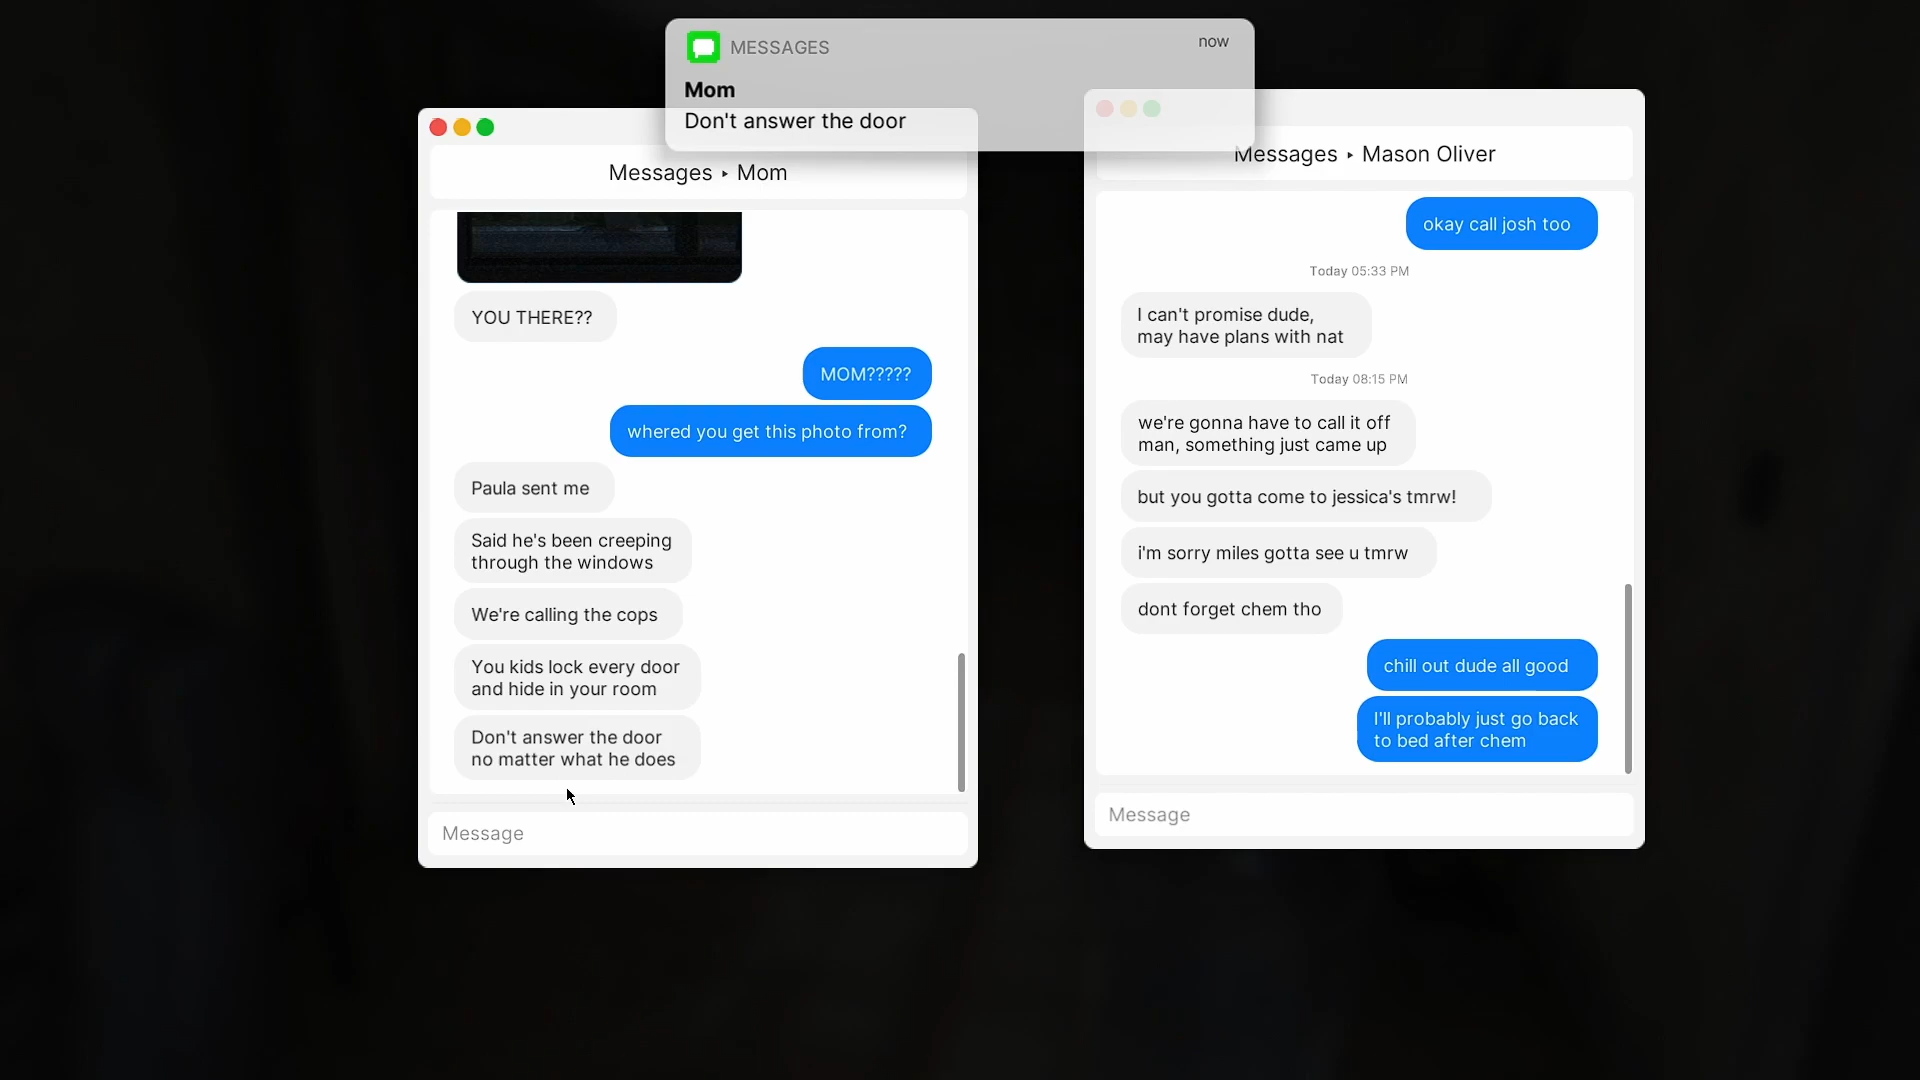 MESSAGES
now
Mom
Don't answer the door
Messages ‣ Mom
YOU THERE??
MOM?????
whered you get this photo from?
Paula sent me
Said he's been creeping
through the windows
We're calling the cops
You kids lock every door
and hide in your room
Don't answer the door
no matter what he does
Message
Messages ‣ Mason Oliver
okay call josh too
Today 05:33 PM
I can't promise dude,
may have plans with nat
Today 08:15 PM
we're gonna have to call it off
man, something just came up
but you gotta come to jessica's tmrw!
i'm sorry miles gotta see u tmrw
dont forget chem tho
chill out dude all good
I'll probably just go back
to bed after chem
Message